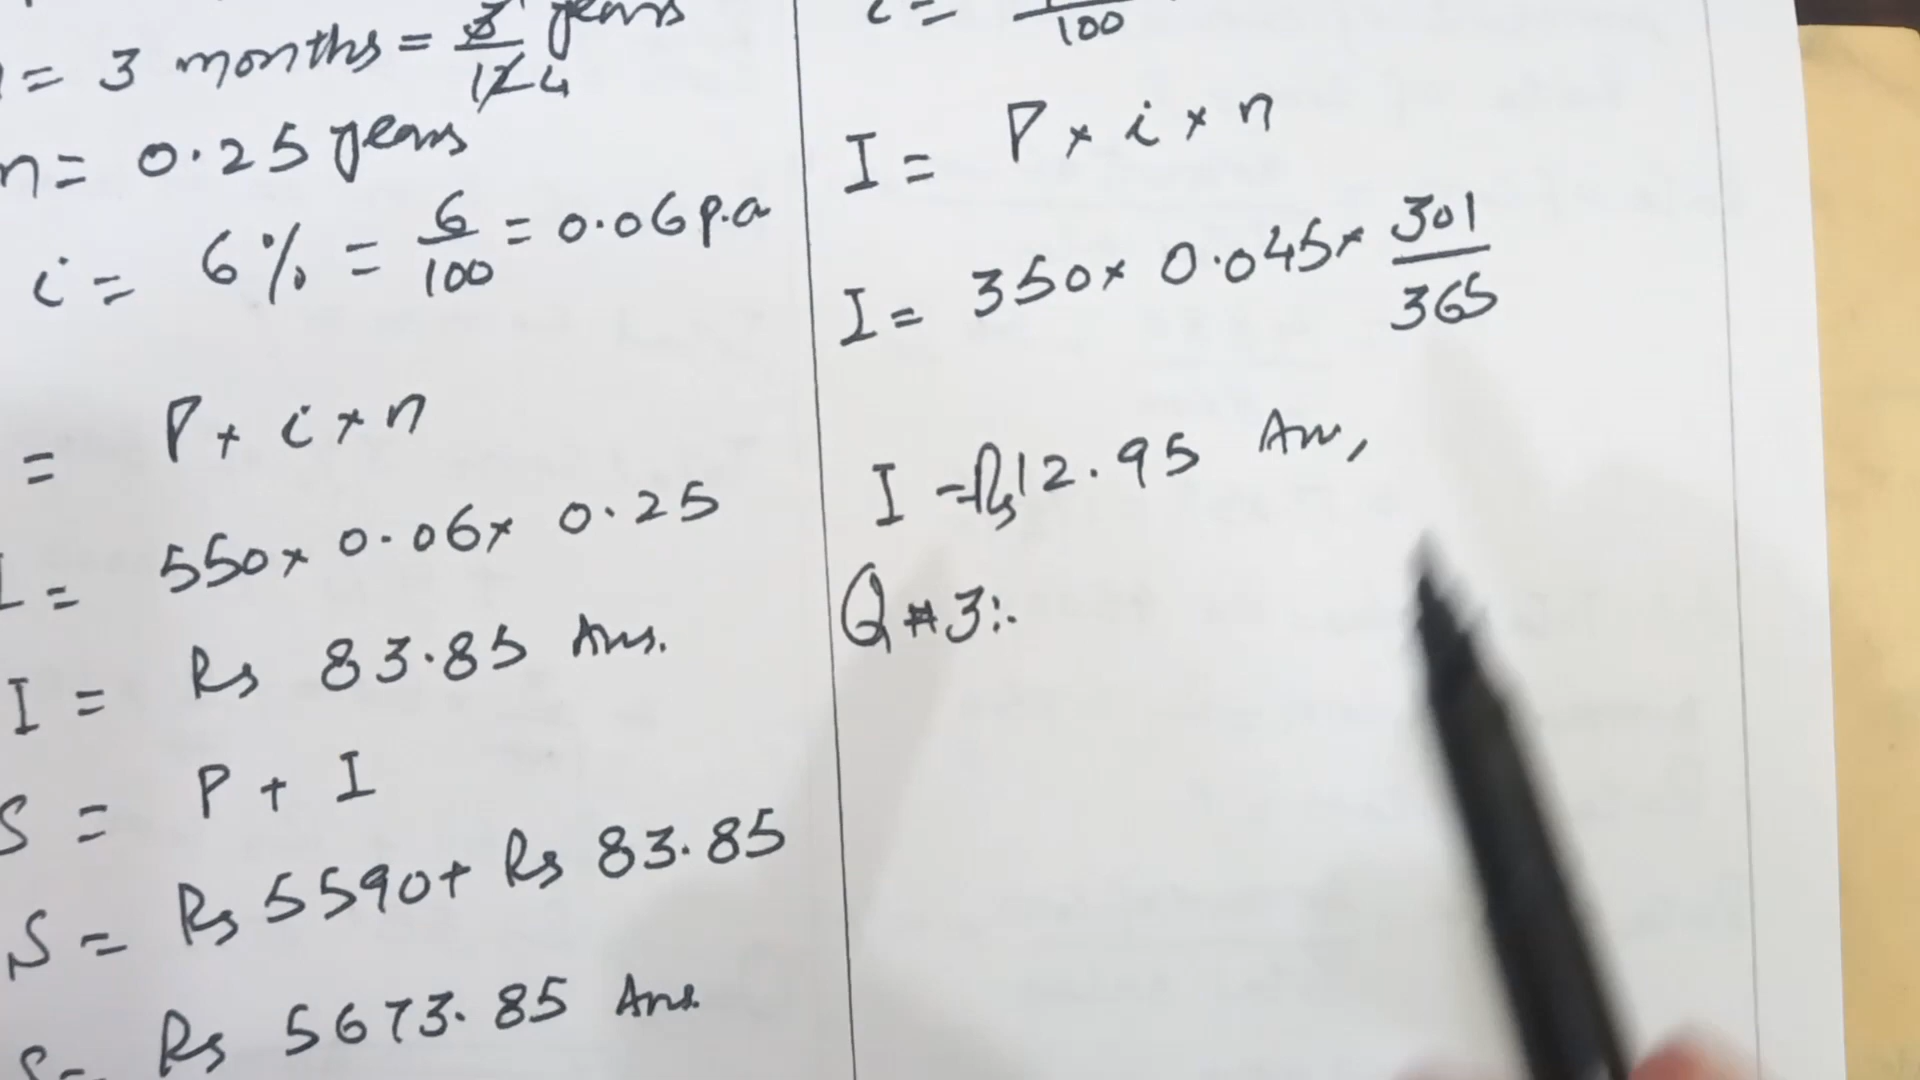 = 3 months = 3/12 4 years
n = 0.25 years
i = 6% = 6/100 = 0.06 p.a
= P × i × n
I = 550 × 0.06 × 0.25
I = Rs 83.85 Ans.
S = P + I
S = Rs 5590 + Rs 83.85
S = Rs 5673.85 Ans.
i = /100
I = P × i × n
I = 350 × 0.045 × 301/365
I = Rs 12.95 Ans,
Q # 3:-